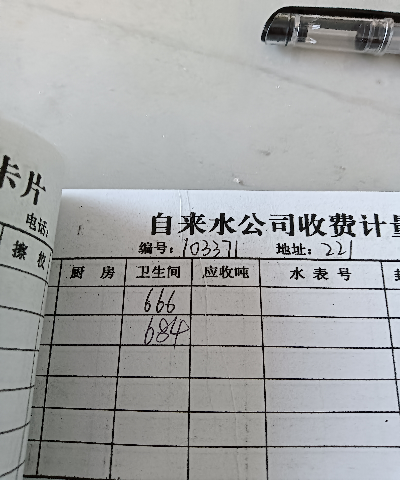 卡片
电话:
自来水公司收费计量
编号: 103371 地址: 221
厨房 卫生间 应收吨 水表号
666
684